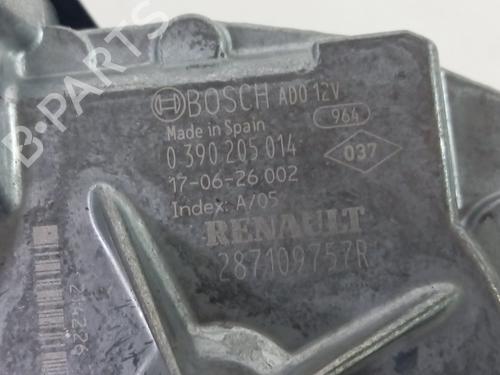 BOSCH ADO 12V
Made in Spain
964
0 390 205 014
037
17-06-26 002
Index: A/05
RENAULT
287109757R
B-PARTS